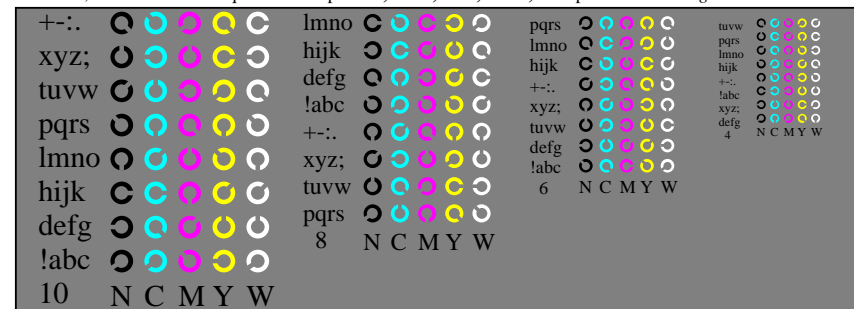 +-:.
xyz;
tuvw
pqrs
lmno
hijk
defg
!abc
10 N C M Y W
lmno
hijk
defg
!abc
+-:.
xyz;
tuvw
pqrs
8 N C M Y W
pqrs
lmno
hijk
+-:.
xyz;
tuvw
defg
!abc
6 N C M Y W
tuvw
pqrs
lmno
hijk
+-:.
!abc
xyz;
defg
4 N C M Y W